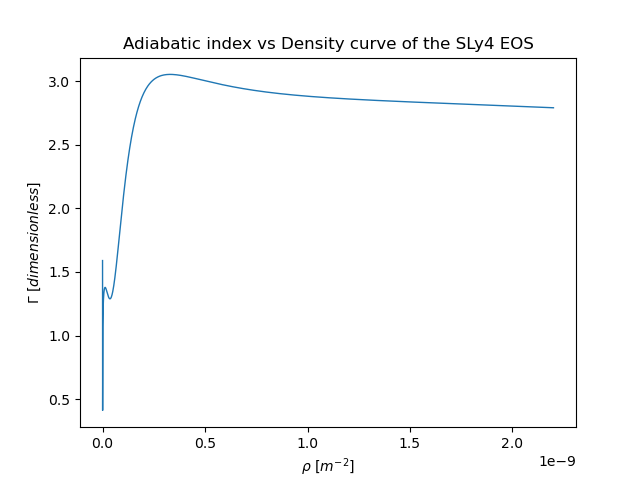 Adiabatic index vs Density curve of the SLy4 EOS
Γ [dimensionless]
3.0
2.5
2.0
1.5
1.0
0.5
0.0 0.5 1.0 1.5 2.0
1e−9
ρ [m⁻²]